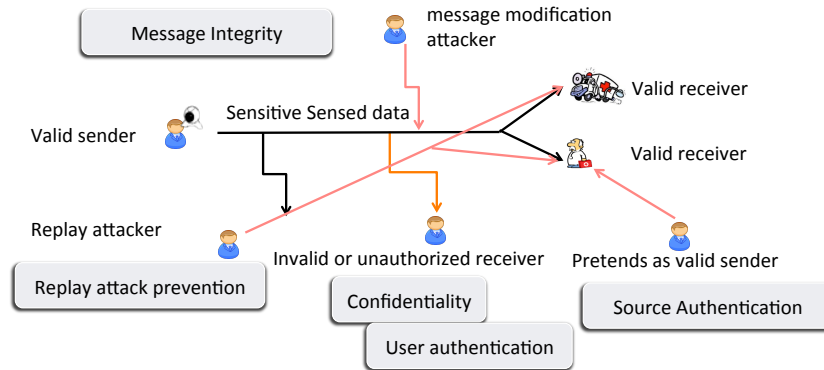 Message Integrity
message modification
attacker
Sensitive Sensed data
Valid receiver
Valid sender
Valid receiver
Replay attacker
Invalid or unauthorized receiver
Pretends as valid sender
Replay attack prevention
Confidentiality
Source Authentication
User authentication